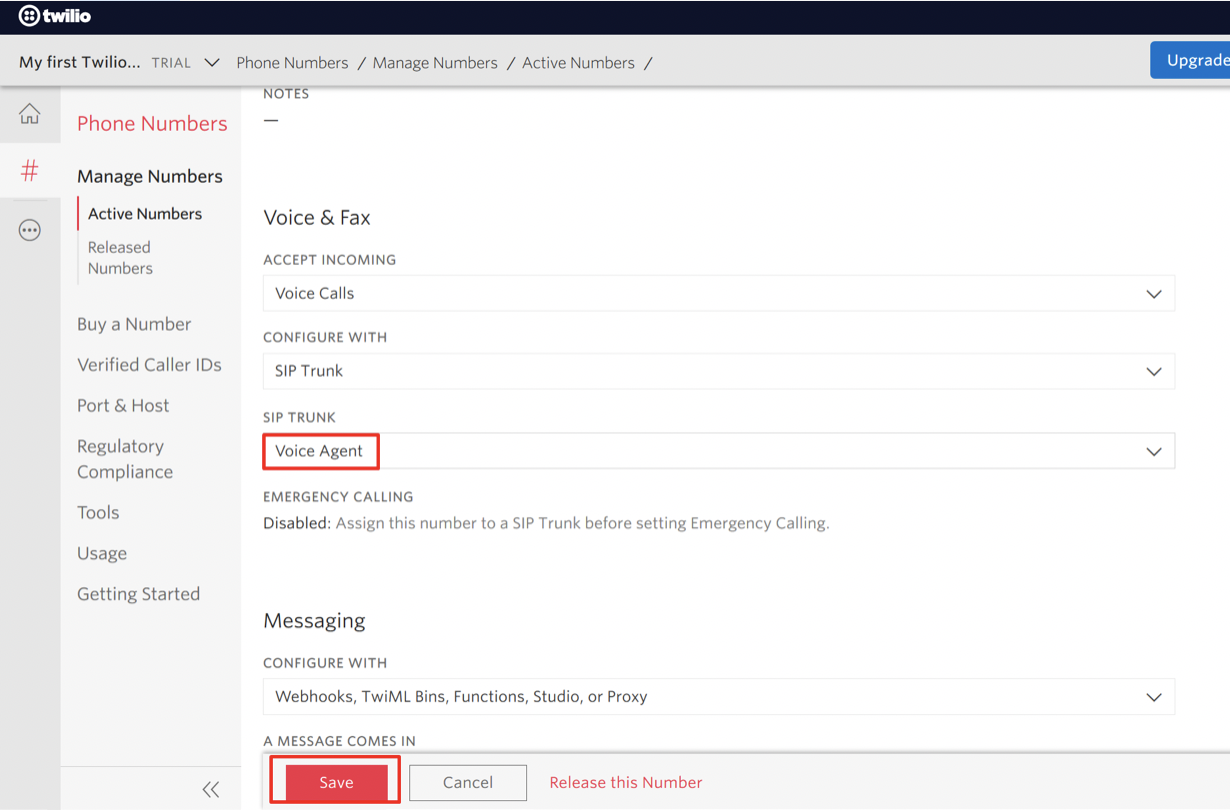 twilio
My first Twilio... TRIAL Phone Numbers / Manage Numbers / Active Numbers /
Upgrade
Phone Numbers
Manage Numbers
Active Numbers
Released
Numbers
Buy a Number
Verified Caller IDs
Port & Host
Regulatory
Compliance
Tools
Usage
Getting Started
NOTES
—
Voice & Fax
ACCEPT INCOMING
Voice Calls
CONFIGURE WITH
SIP Trunk
SIP TRUNK
Voice Agent
EMERGENCY CALLING
Disabled: Assign this number to a SIP Trunk before setting Emergency Calling.
Messaging
CONFIGURE WITH
Webhooks, TwiML Bins, Functions, Studio, or Proxy
A MESSAGE COMES IN
Save Cancel Release this Number